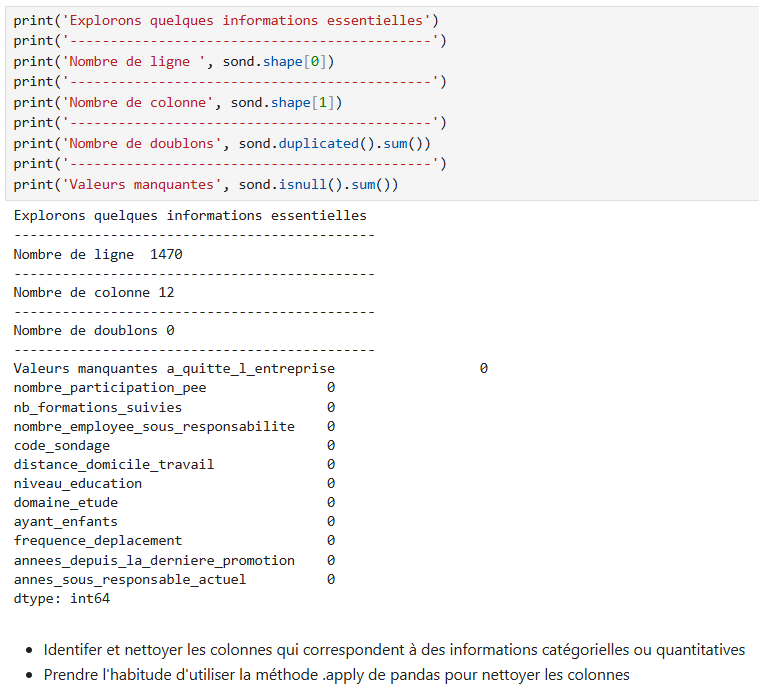 print('Explorons quelques informations essentielles')
print('--------------------------------------------')
print('Nombre de ligne ', sond.shape[0])
print('--------------------------------------------')
print('Nombre de colonne', sond.shape[1])
print('--------------------------------------------')
print('Nombre de doublons', sond.duplicated().sum())
print('--------------------------------------------')
print('Valeurs manquantes', sond.isnull().sum())
Explorons quelques informations essentielles
--------------------------------------------
Nombre de ligne  1470
--------------------------------------------
Nombre de colonne 12
--------------------------------------------
Nombre de doublons 0
--------------------------------------------
Valeurs manquantes a_quitte_l_entreprise                 0
nombre_participation_pee                0
nb_formations_suivies                   0
nombre_employee_sous_responsabilite     0
code_sondage                            0
distance_domicile_travail               0
niveau_education                        0
domaine_etude                           0
ayant_enfants                           0
frequence_deplacement                   0
annees_depuis_la_derniere_promotion     0
annes_sous_responsable_actuel           0
dtype: int64
• Identifer et nettoyer les colonnes qui correspondent à des informations catégorielles ou quantitatives
• Prendre l'habitude d'utiliser la méthode .apply de pandas pour nettoyer les colonnes